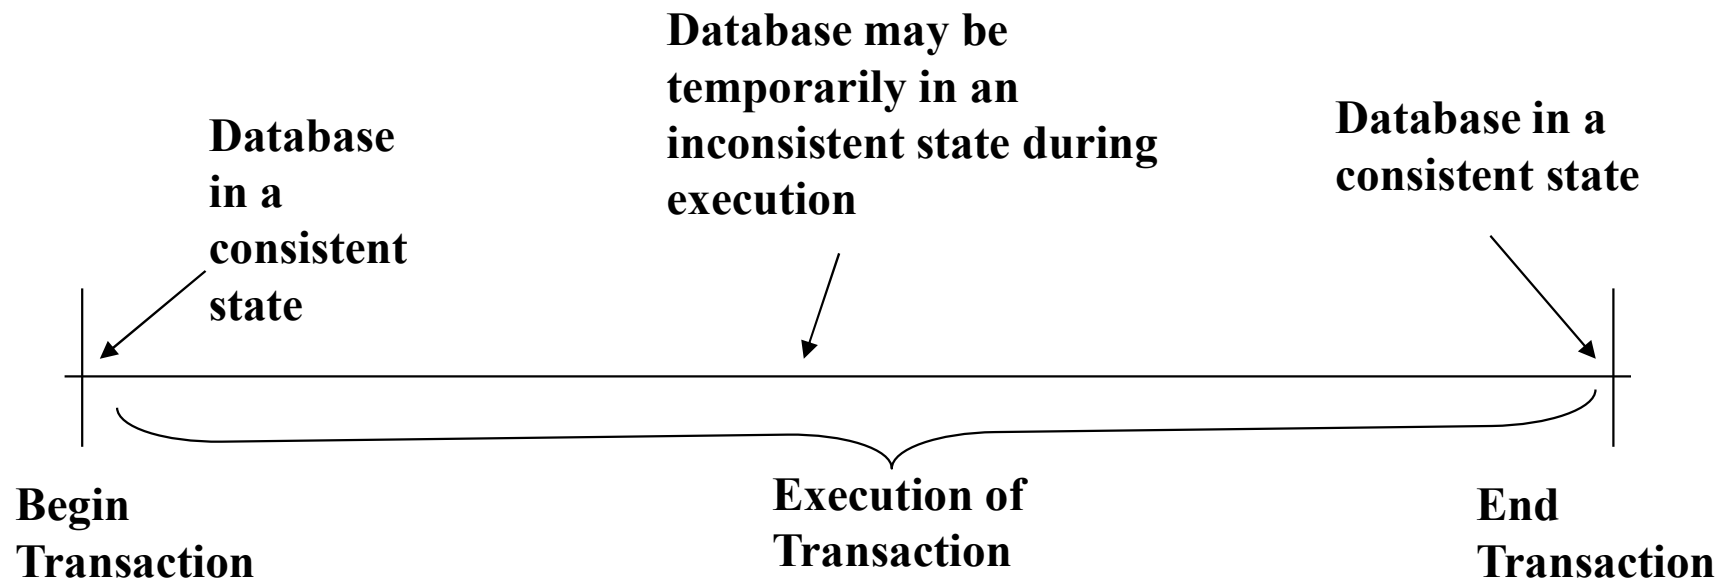 Database
in a
consistent
state
Database may be
temporarily in an
inconsistent state during
execution
Database in a
consistent state
Begin
Transaction
Execution of
Transaction
End
Transaction